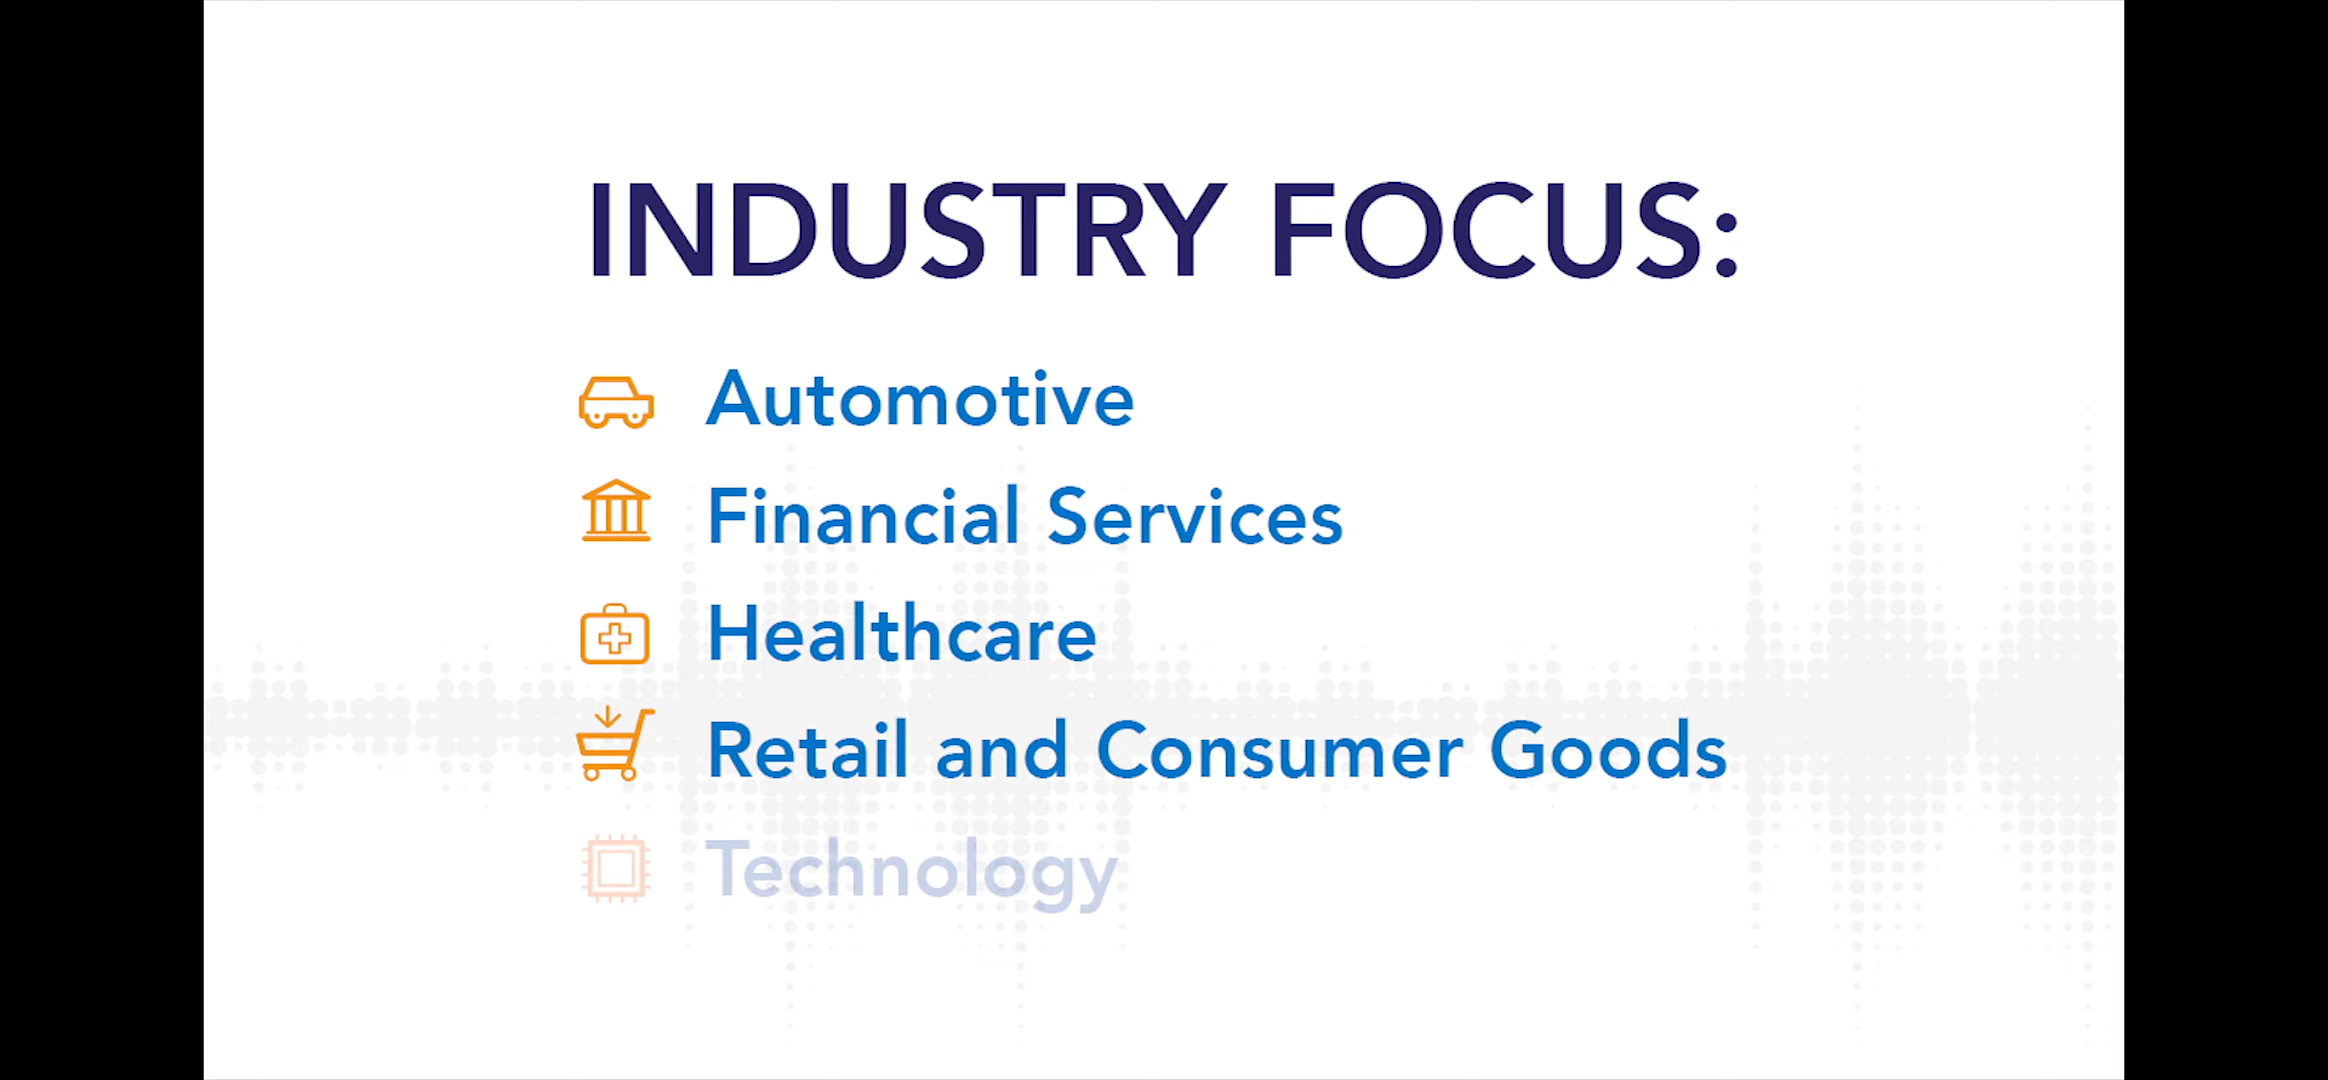 INDUSTRY FOCUS:
Automotive
Financial Services
Healthcare
Retail and Consumer Goods
Technology